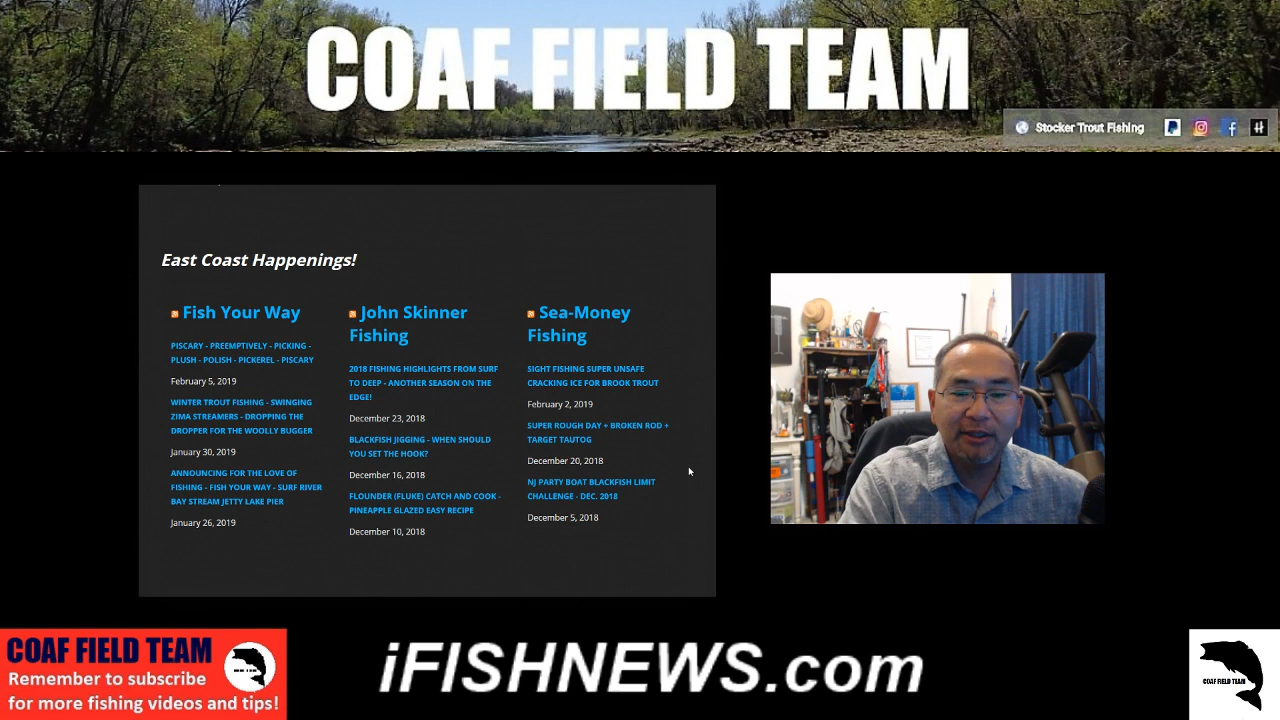 COAF FIELD TEAM
Stocker Trout Fishing
East Coast Happenings!
Fish Your Way
PISCARY - PREEMPTIVELY - PICKING -
PLUSH - POLISH - PICKEREL - PISCARY
February 5, 2019
WINTER TROUT FISHING - SWINGING
ZIMA STREAMERS - DROPPING THE
DROPPER FOR THE WOOLLY BUGGER
January 30, 2019
ANNOUNCING FOR THE LOVE OF
FISHING - FISH YOUR WAY - SURF RIVER
BAY STREAM JETTY LAKE PIER
January 26, 2019
John Skinner
Fishing
2018 FISHING HIGHLIGHTS FROM SURF
TO DEEP - ANOTHER SEASON ON THE
EDGE!
December 23, 2018
BLACKFISH JIGGING - WHEN SHOULD
YOU SET THE HOOK?
December 16, 2018
FLOUNDER (FLUKE) CATCH AND COOK -
PINEAPPLE GLAZED EASY RECIPE
December 10, 2018
Sea-Money
Fishing
SIGHT FISHING SUPER UNSAFE
CRACKING ICE FOR BROOK TROUT
February 2, 2019
SUPER ROUGH DAY + BROKEN ROD +
TARGET TAUTOG
December 20, 2018
NJ PARTY BOAT BLACKFISH LIMIT
CHALLENGE - DEC. 2018
December 5, 2018
COAF FIELD TEAM
Remember to subscribe
for more fishing videos and tips!
iFISHNEWS.com
COAF FIELD TEAM